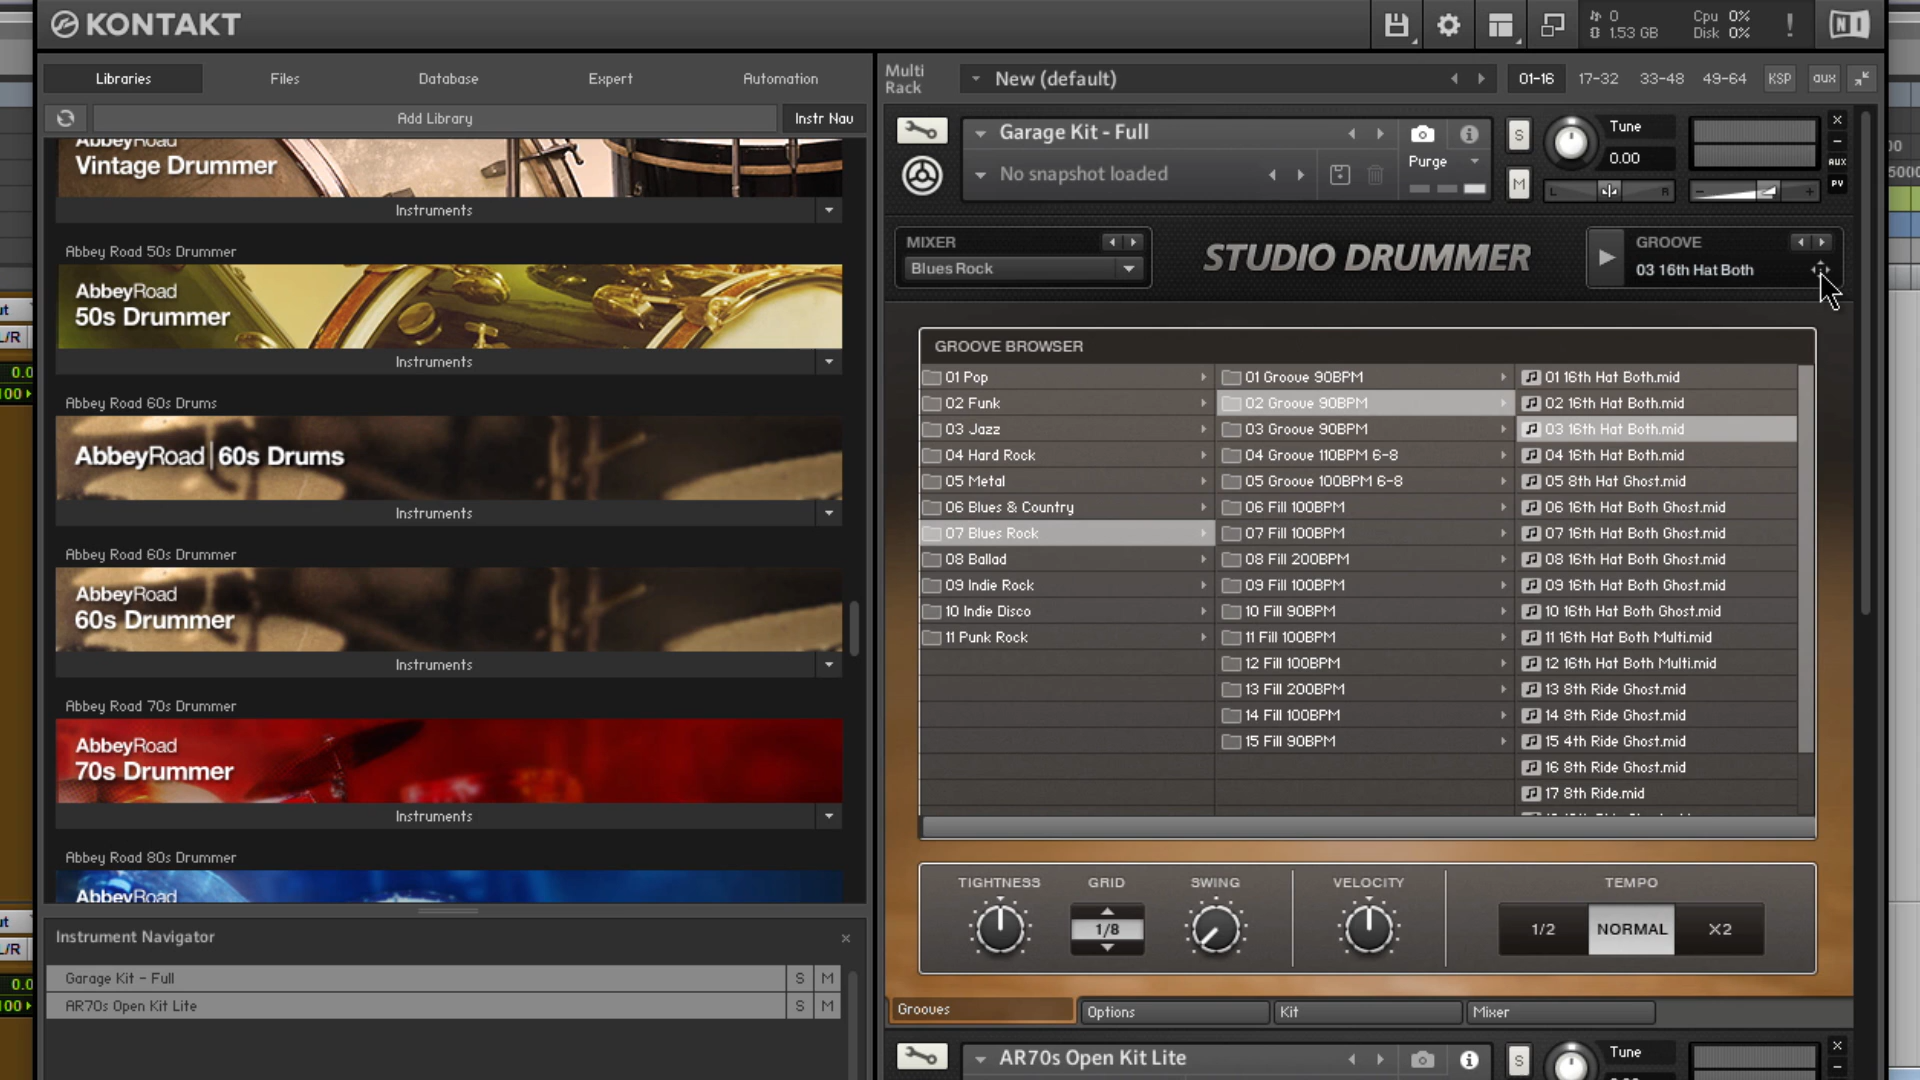 KONTAKT
0
1.53 GB
Cpu 0%
Disk 0%
!
NI
Libraries
Files
Database
Expert
Automation
Add Library
Instr Nav
AbbeyRoad
Vintage Drummer
Instruments
Abbey Road 50s Drummer
AbbeyRoad
50s Drummer
Instruments
Abbey Road 60s Drums
AbbeyRoad | 60s Drums
Instruments
Abbey Road 60s Drummer
AbbeyRoad
60s Drummer
Instruments
Abbey Road 70s Drummer
AbbeyRoad
70s Drummer
Instruments
Abbey Road 80s Drummer
AbbeyRoad
Instrument Navigator
Garage Kit - Full
S
M
AR70s Open Kit Lite
S
M
Multi
Rack
New (default)
01-16
17-32
33-48
49-64
KSP
aux
Garage Kit - Full
Purge
No snapshot loaded
S
M
Tune
0.00
L
R
AUX
PV
MIXER
Blues Rock
STUDIO DRUMMER
GROOVE
03 16th Hat Both
GROOVE BROWSER
01 Pop
02 Funk
03 Jazz
04 Hard Rock
05 Metal
06 Blues & Country
07 Blues Rock
08 Ballad
09 Indie Rock
10 Indie Disco
11 Punk Rock
01 Groove 90BPM
02 Groove 90BPM
03 Groove 90BPM
04 Groove 110BPM 6-8
05 Groove 100BPM 6-8
06 Fill 100BPM
07 Fill 100BPM
08 Fill 200BPM
09 Fill 100BPM
10 Fill 90BPM
11 Fill 100BPM
12 Fill 100BPM
13 Fill 200BPM
14 Fill 100BPM
15 Fill 90BPM
01 16th Hat Both.mid
02 16th Hat Both.mid
03 16th Hat Both.mid
04 16th Hat Both.mid
05 8th Hat Ghost.mid
06 16th Hat Both Ghost.mid
07 16th Hat Both Ghost.mid
08 16th Hat Both Ghost.mid
09 16th Hat Both Ghost.mid
10 16th Hat Both Ghost.mid
11 16th Hat Both Multi.mid
12 16th Hat Both Multi.mid
13 8th Ride Ghost.mid
14 8th Ride Ghost.mid
15 4th Ride Ghost.mid
16 8th Ride Ghost.mid
17 8th Ride.mid
TIGHTNESS
GRID
1/8
SWING
VELOCITY
TEMPO
1/2
NORMAL
X2
Grooves
Options
Kit
Mixer
AR70s Open Kit Lite
S
Tune